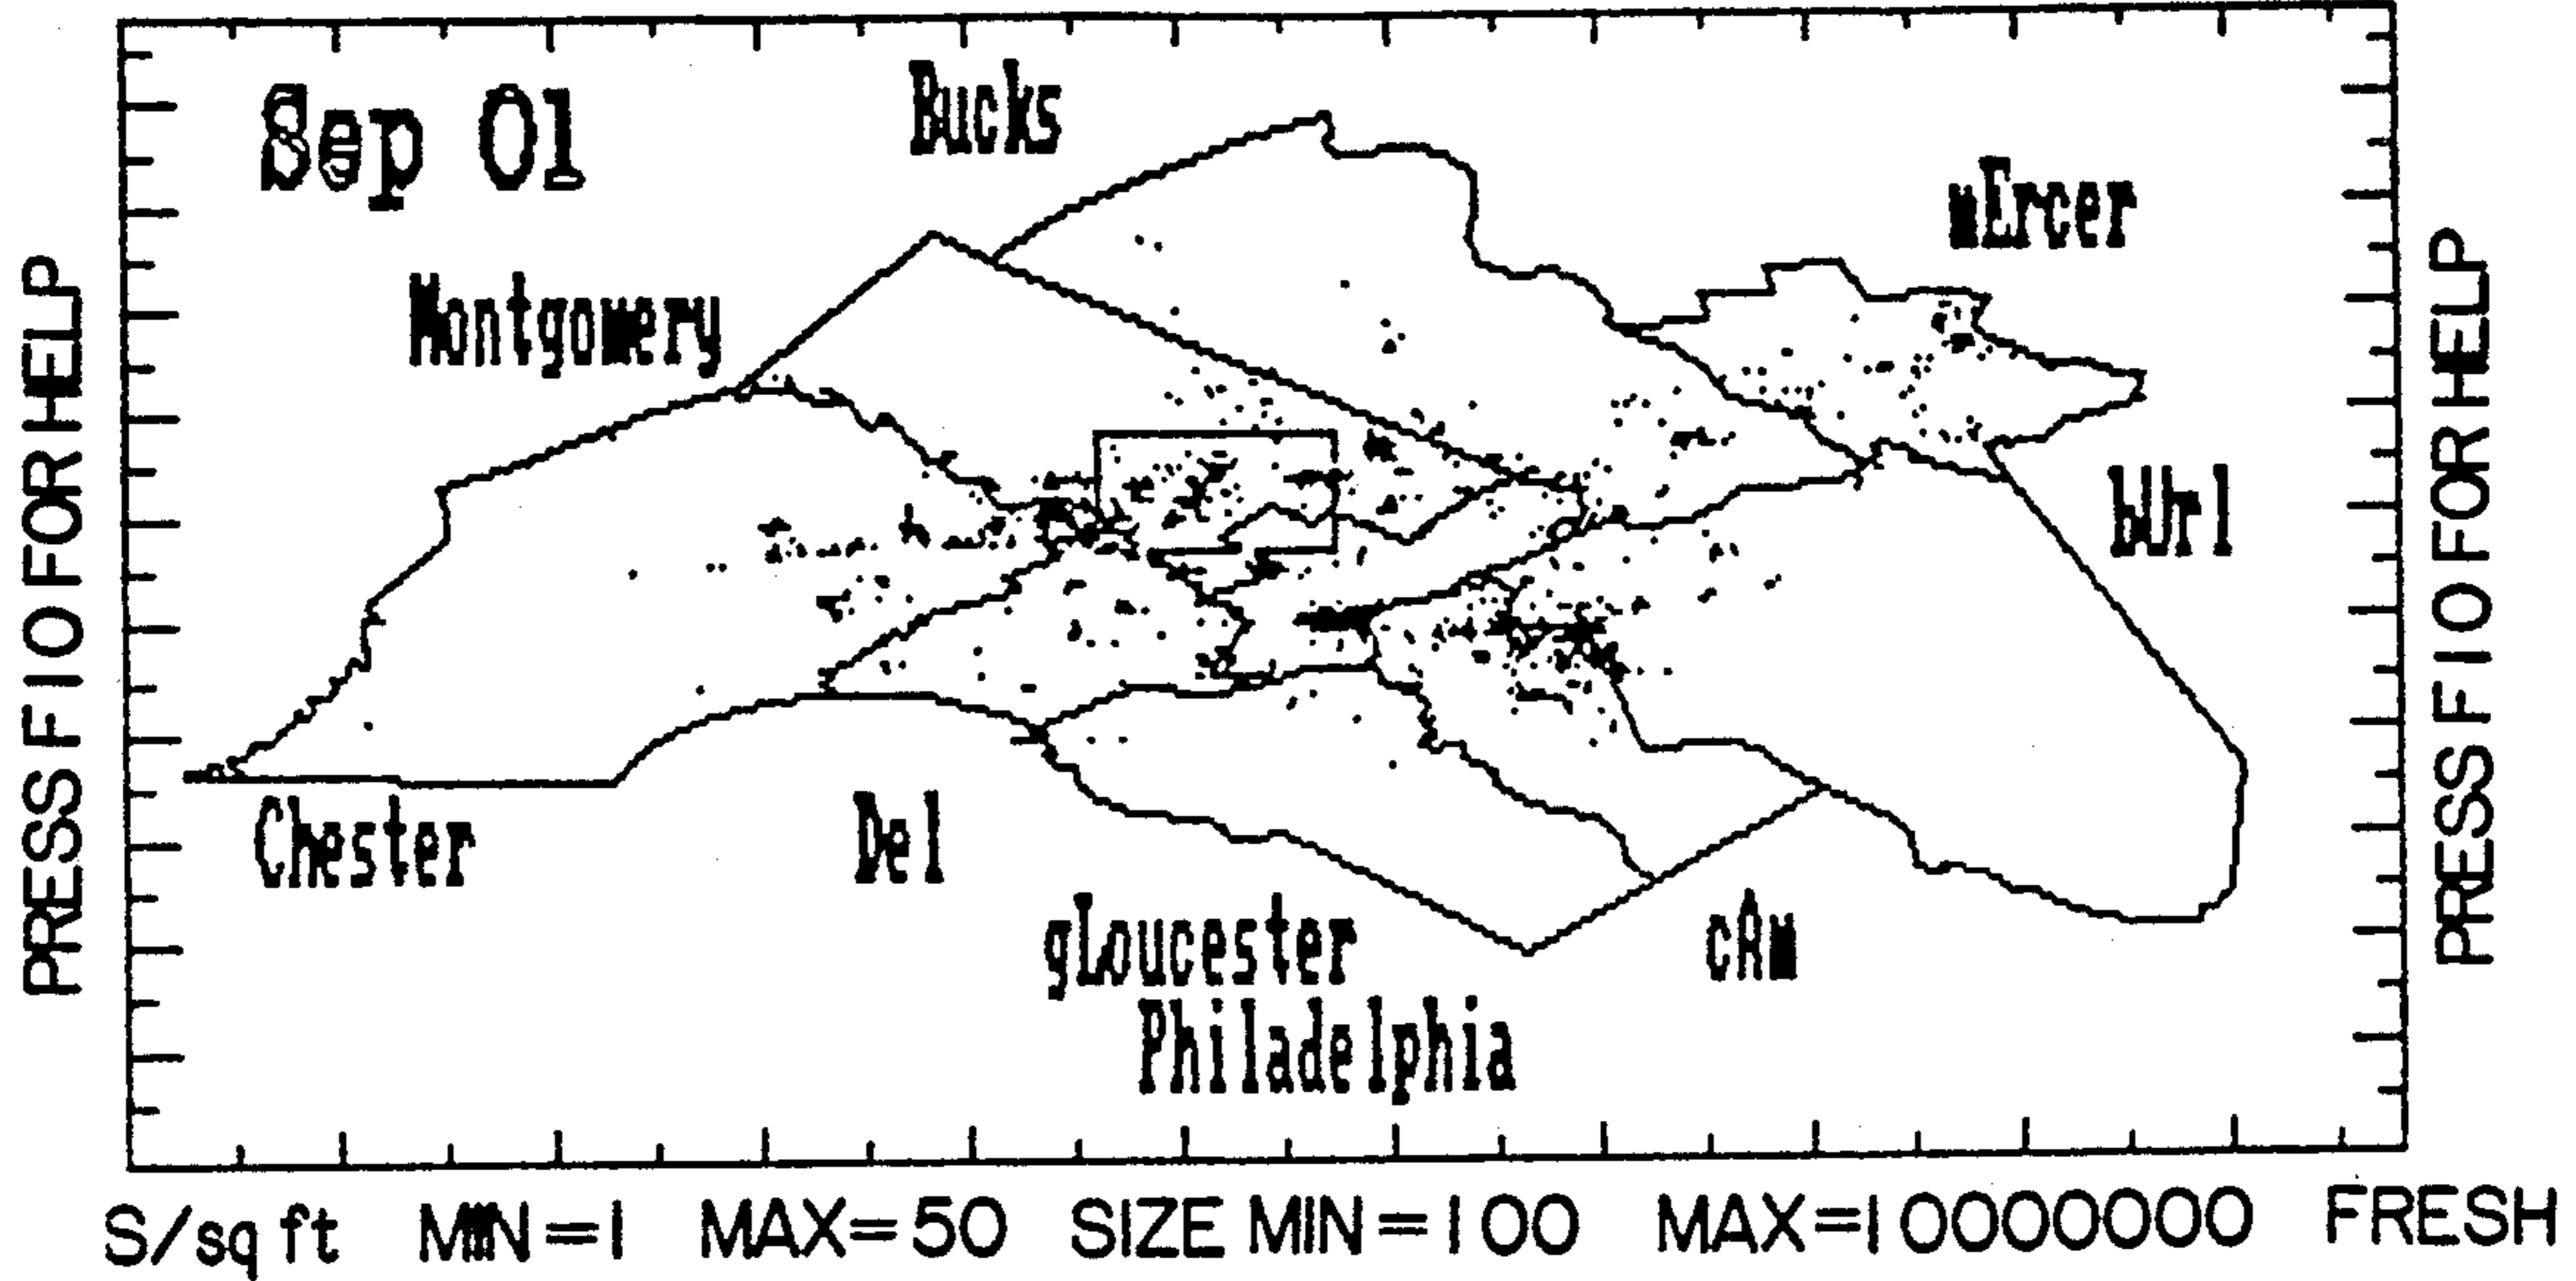 Sep 01
Bucks
mErcer
Montgomery
bUrl
PRESS F10 FOR HELP
PRESS F10 FOR HELP
Chester
Del
gLoucester
cAm
Philadelphia
S/sq ft MIN=1 MAX=50 SIZE MIN=100 MAX=10000000 FRESH